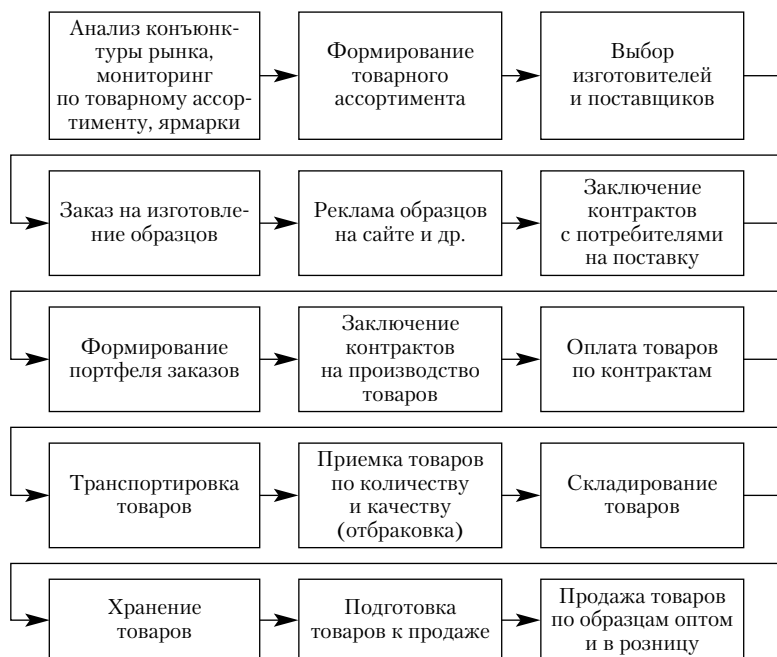 Анализ конъюнк-
туры рынка,
мониторинг
по товарному ассор-
тименту, ярмарки
Формирование
товарного
ассортимента
Выбор
изготовителей
и поставщиков
Заказ на изготовле-
ние образцов
Реклама образцов
на сайте и др.
Заключение
контрактов
с потребителями
на поставку
Формирование
портфеля заказов
Заключение
контрактов
на производство
товаров
Оплата товаров
по контрактам
Транспортировка
товаров
Приемка товаров
по количеству
и качеству
(отбраковка)
Складирование
товаров
Хранение
товаров
Подготовка
товаров к продаже
Продажа товаров
по образцам оптом
и в розницу